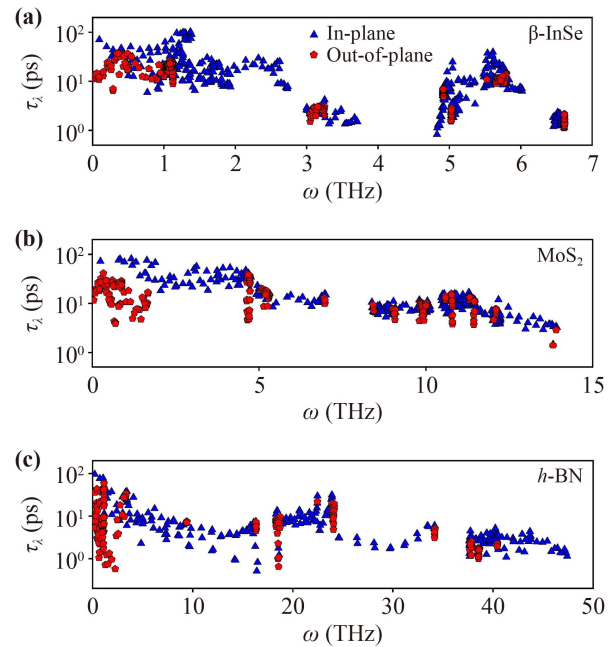 (a)
In-plane
Out-of-plane
β-InSe
τλ (ps)
10²
10¹
10⁰
0 1 2 3 4 5 6 7
ω (THz)
(b)
MoS₂
τλ (ps)
10²
10¹
10⁰
0 5 10 15
ω (THz)
(c)
h-BN
τλ (ps)
10²
10¹
10⁰
0 10 20 30 40 50
ω (THz)